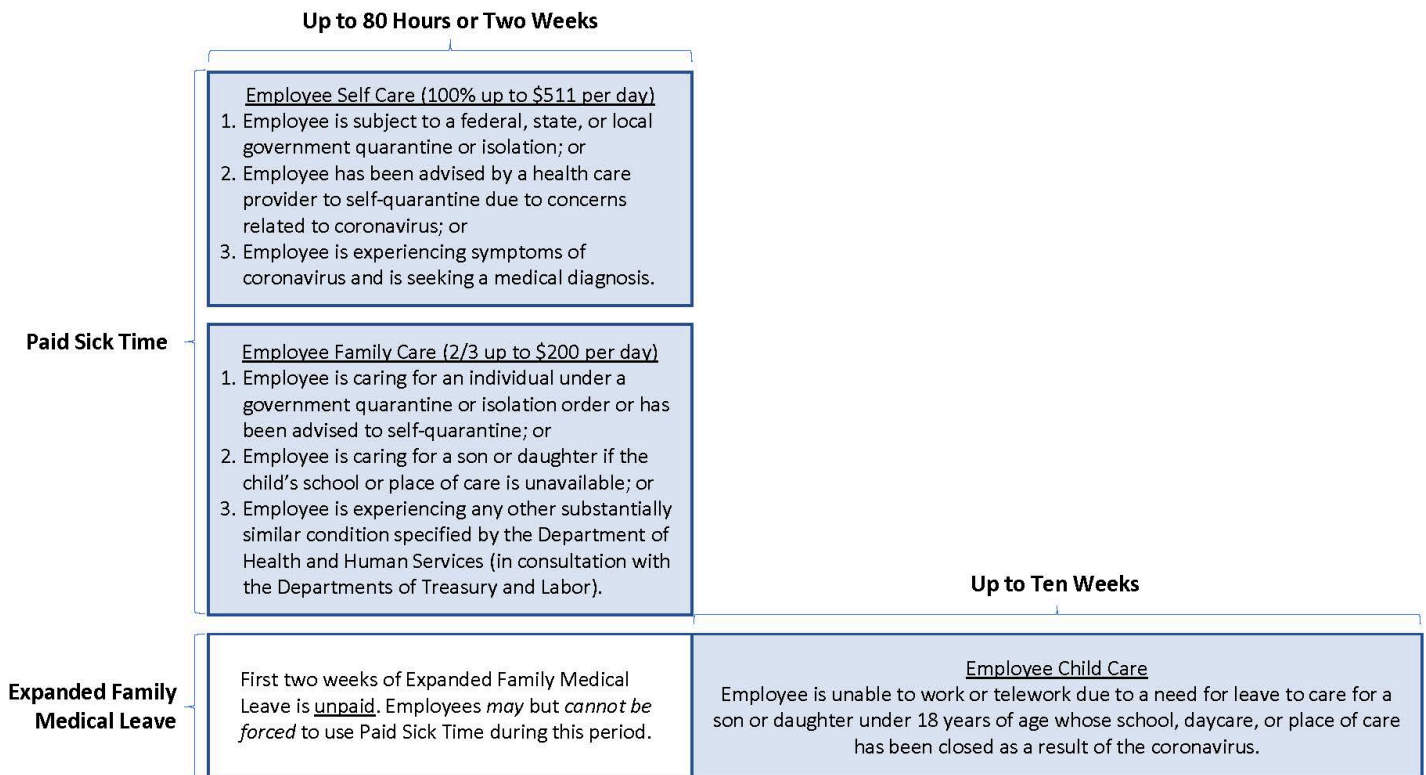 Up to 80 Hours or Two Weeks
Employee Self Care (100% up to $511 per day)
1. Employee is subject to a federal, state, or local
government quarantine or isolation; or
2. Employee has been advised by a health care
provider to self-quarantine due to concerns
related to coronavirus; or
3. Employee is experiencing symptoms of
coronavirus and is seeking a medical diagnosis.
Paid Sick Time
Employee Family Care (2/3 up to $200 per day)
1. Employee is caring for an individual under a
government quarantine or isolation order or has
been advised to self-quarantine; or
2. Employee is caring for a son or daughter if the
child's school or place of care is unavailable; or
3. Employee is experiencing any other substantially
similar condition specified by the Department of
Health and Human Services (in consultation with
the Departments of Treasury and Labor).
Up to Ten Weeks
Expanded Family
Medical Leave
First two weeks of Expanded Family Medical
Leave is unpaid. Employees may but cannot be
forced to use Paid Sick Time during this period.
Employee Child Care
Employee is unable to work or telework due to a need for leave to care for a
son or daughter under 18 years of age whose school, daycare, or place of care
has been closed as a result of the coronavirus.